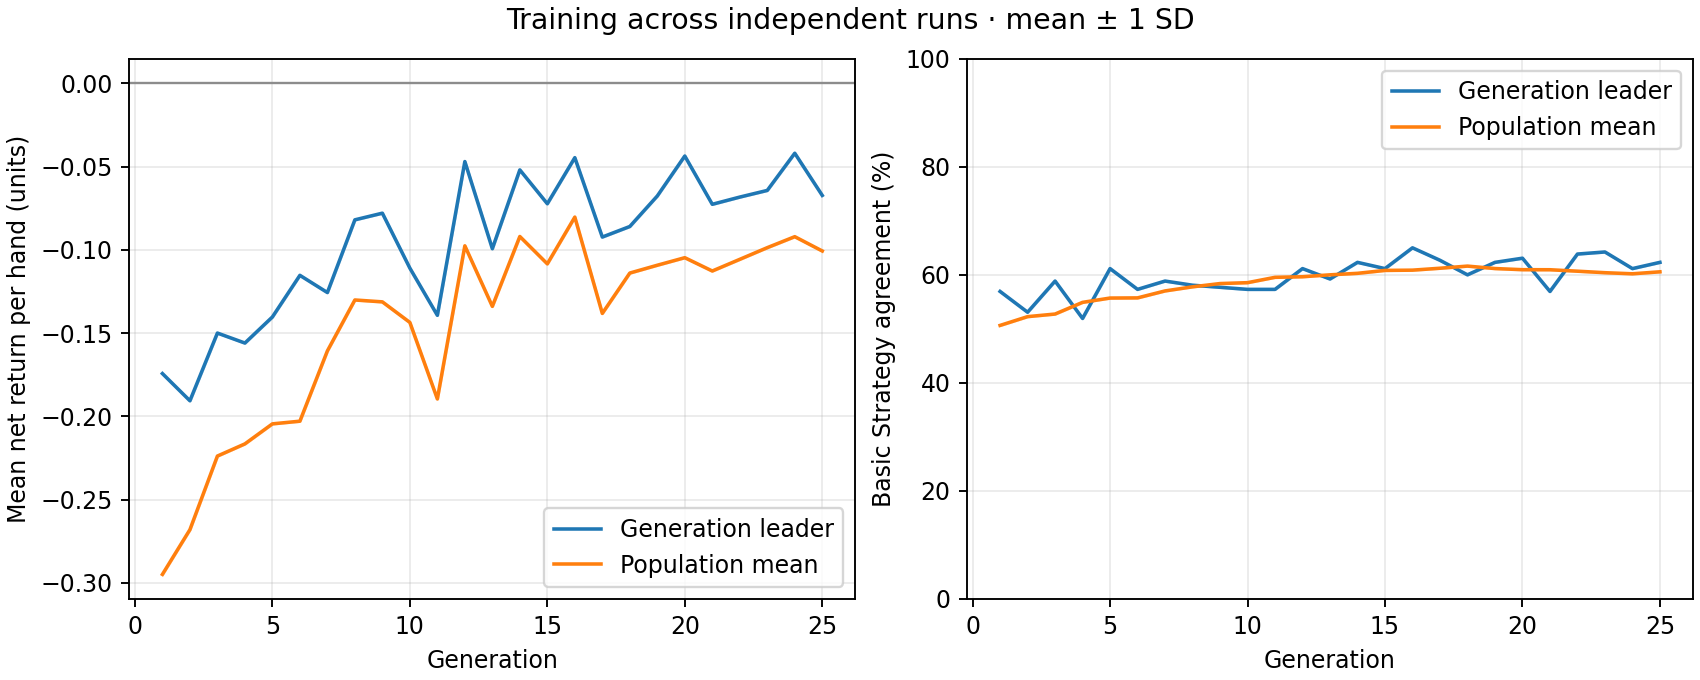 Training across independent runs · mean ± 1 SD
Mean net return per hand (units)
0.00
−0.05
−0.10
−0.15
−0.20
−0.25
−0.30
0
5
10
15
20
25
Generation
Generation leader
Population mean
Basic Strategy agreement (%)
100
80
60
40
20
0
0
5
10
15
20
25
Generation
Generation leader
Population mean